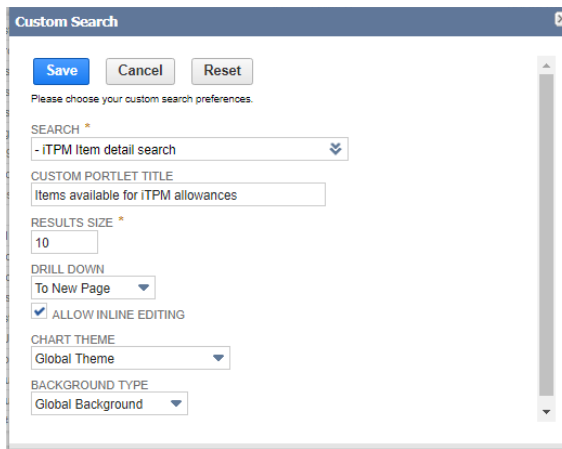 Custom Search
Save Cancel Reset
Please choose your custom search preferences.
SEARCH *
- iTPM Item detail search
CUSTOM PORTLET TITLE
Items available for iTPM allowances
RESULTS SIZE *
10
DRILL DOWN
To New Page
ALLOW INLINE EDITING
CHART THEME
Global Theme
BACKGROUND TYPE
Global Background